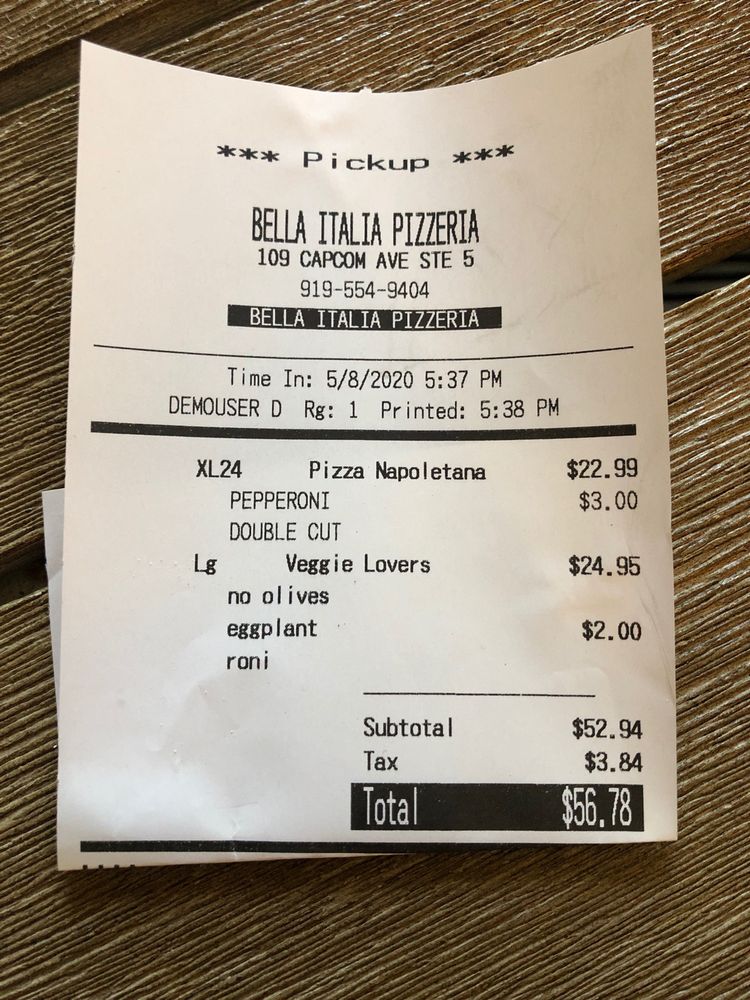 *** Pickup ***
BELLA ITALIA PIZZERIA
109 CAPCOM AVE STE 5
919-554-9404
BELLA ITALIA PIZZERIA
Time In: 5/8/2020 5:37 PM
DEMOUSER D Rg: 1 Printed: 5:38 PM
XL24 Pizza Napoletana $22.99
PEPPERONI $3.00
DOUBLE CUT
Lg Veggie Lovers $24.95
no olives
eggplant $2.00
roni
Subtotal $52.94
Tax $3.84
Total $56.78